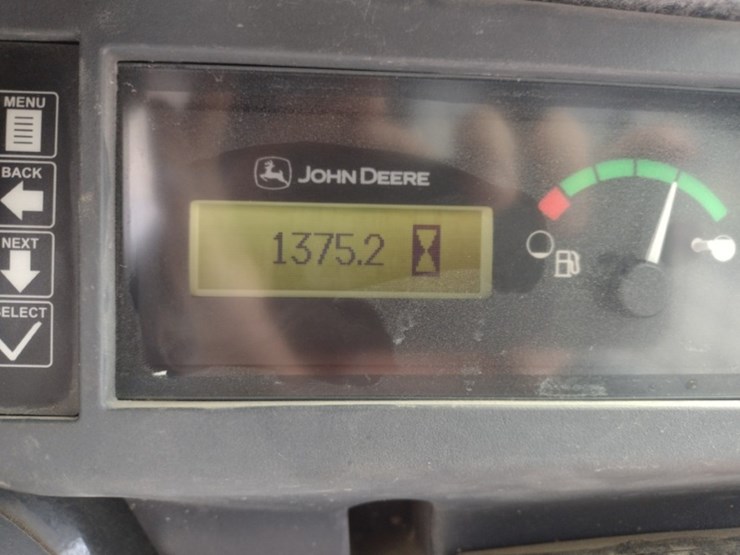 MENU
BACK
NEXT
ELECT
JOHN DEERE
1375.2